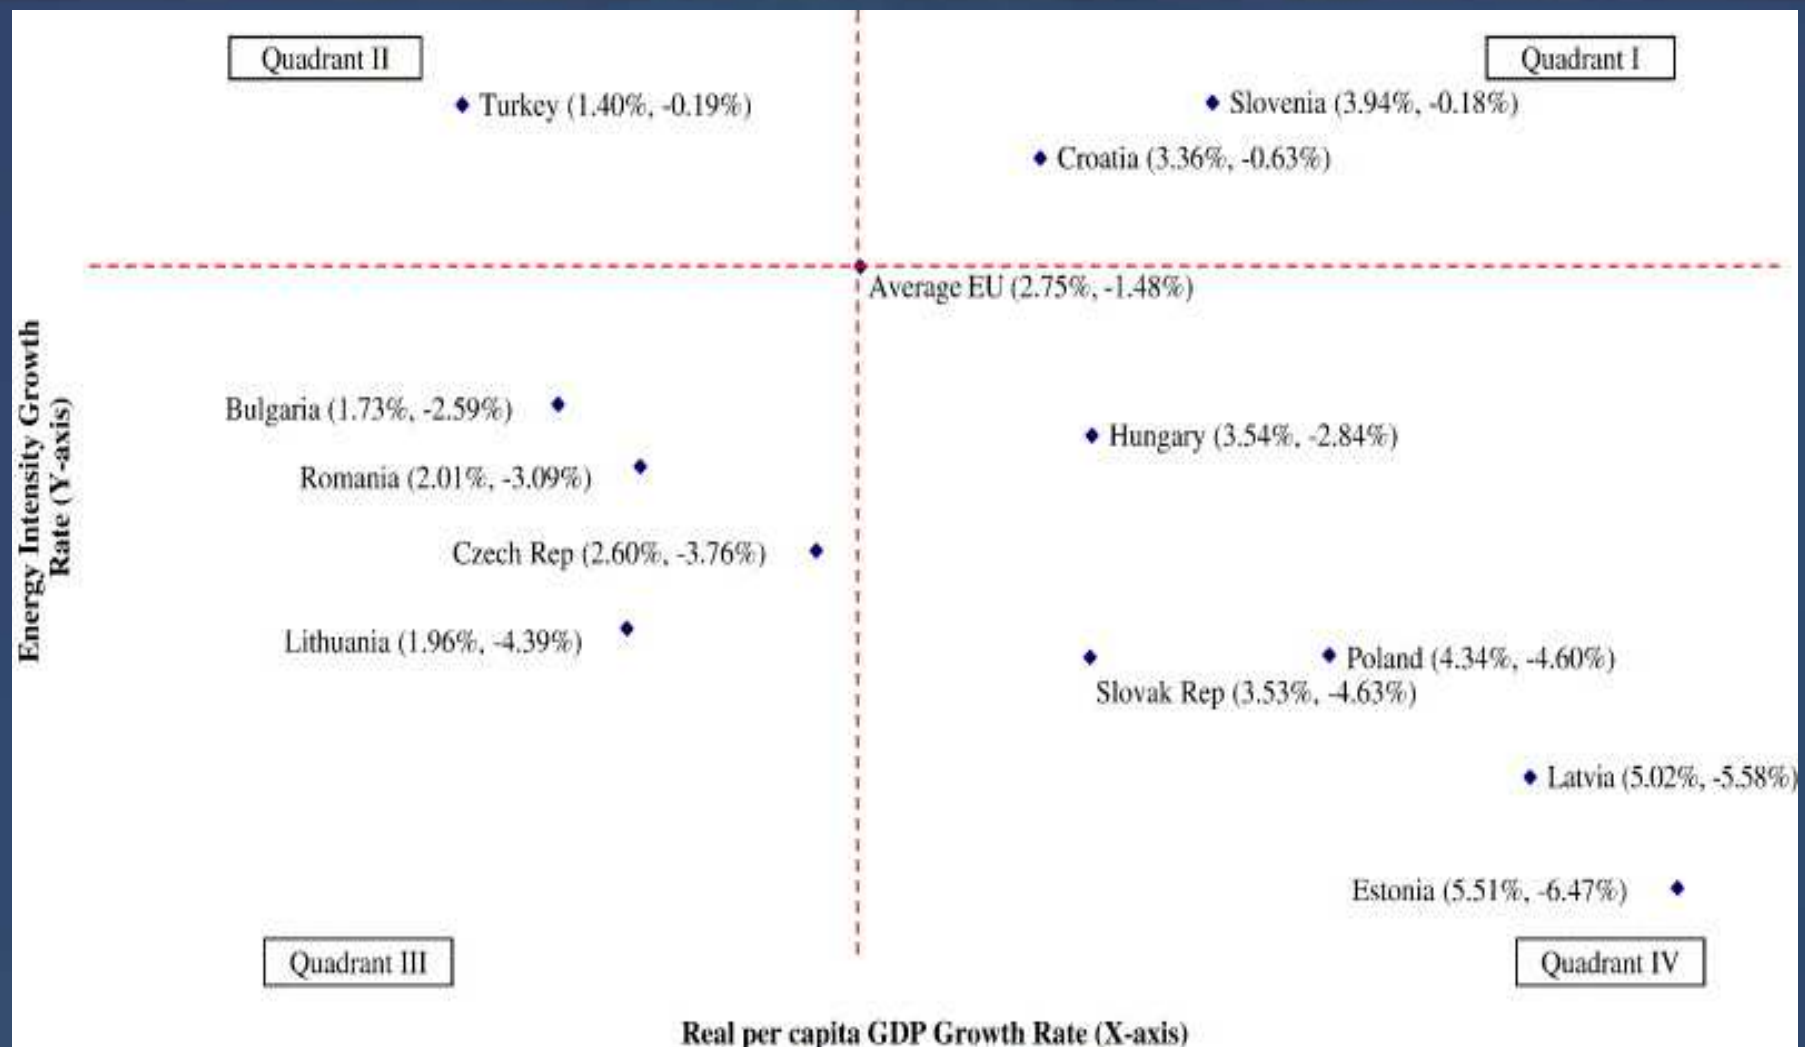 Quadrant II
Quadrant I
Turkey (1.40%, -0.19%)
Slovenia (3.94%, -0.18%)
Croatia (3.36%, -0.63%)
Average EU (2.75%, -1.48%)
Energy Intensity Growth
Rate (Y-axis)
Bulgaria (1.73%, -2.59%)
Hungary (3.54%, -2.84%)
Romania (2.01%, -3.09%)
Czech Rep (2.60%, -3.76%)
Lithuania (1.96%, -4.39%)
Poland (4.34%, -4.60%)
Slovak Rep (3.53%, -4.63%)
Latvia (5.02%, -5.58%)
Estonia (5.51%, -6.47%)
Quadrant III
Quadrant IV
Real per capita GDP Growth Rate (X-axis)